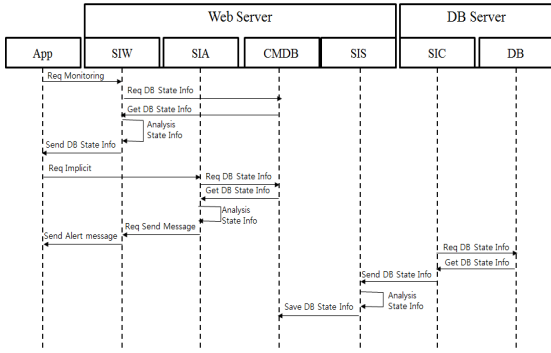 Web Server
DB Server
App
SIW
SIA
CMDB
SIS
SIC
DB
Req Monitoring
Req DB State Info
Get DB State Info
Analysis
State Info
Send DB State Info
Req Implicit
Req DB State Info
Get DB State Info
Analysis
State Info
Req Send Message
Send Alert message
Req DB State Info
Get DB State Info
Send DB State Info
Analysis
State Info
Save DB State Info